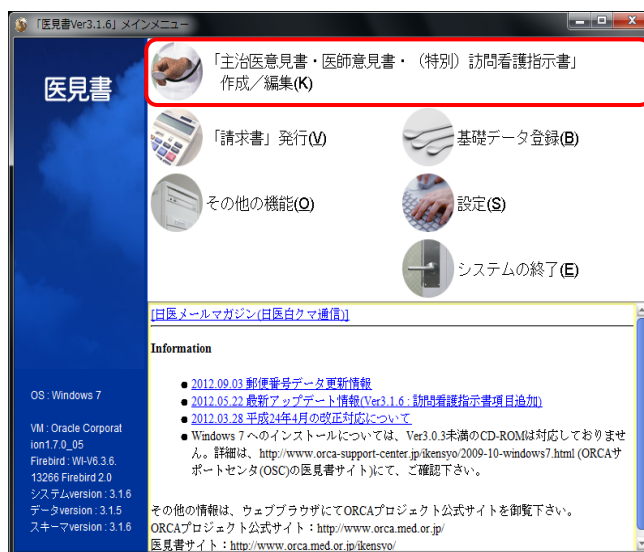 「医見書Ver3.1.6」メインメニュー
医見書
「主治医意見書・医師意見書・（特別）訪問看護指示書」
作成／編集(K)
「請求書」発行(V)
基礎データ登録(B)
その他の機能(O)
設定(S)
システムの終了(E)
OS : Windows 7
VM : Oracle Corporat
ion1.7.0_05
Firebird : WI-V6.3.6.
13266 Firebird 2.0
システムversion : 3.1.6
データversion : 3.1.5
スキーマversion : 3.1.6
[日医メールマガジン(日医白クマ通信)]
Information
● 2012.09.03 郵便番号データ更新情報
● 2012.05.22 最新アップデート情報(Ver3.1.6 : 訪問看護指示書項目追加)
● 2012.03.28 平成24年4月の改正対応について
● Windows 7 へのインストールについては、Ver3.0.3未満のCD-ROMは対応しておりませ
ん。詳細は、http://www.orca-support-center.jp/ikensyo/2009-10-windows7.html (ORCAサ
ポートセンタ(OSC)の医見書サイト)にて、ご確認下さい。
その他の情報は、ウェブブラウザにてORCAプロジェクト公式サイトを御覧下さい。
ORCAプロジェクト公式サイト：http://www.orca.med.or.jp/
医見書サイト：http://www.orca.med.or.jp/ikensyo/